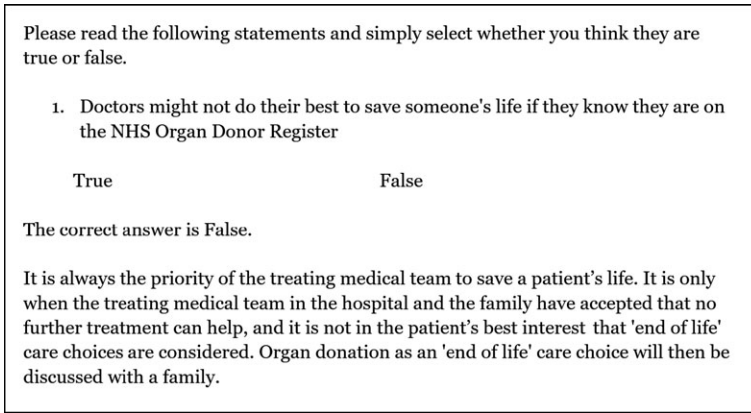 Please read the following statements and simply select whether you think they are
true or false.
1. Doctors might not do their best to save someone's life if they know they are on
the NHS Organ Donor Register
True False
The correct answer is False.
It is always the priority of the treating medical team to save a patient’s life. It is only
when the treating medical team in the hospital and the family have accepted that no
further treatment can help, and it is not in the patient’s best interest that 'end of life'
care choices are considered. Organ donation as an 'end of life' care choice will then be
discussed with a family.